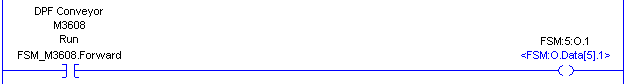 DPF Conveyor
M3608
Run
FSM_M3608.Forward
FSM:5:O.1
<FSM:O.Data[5].1>